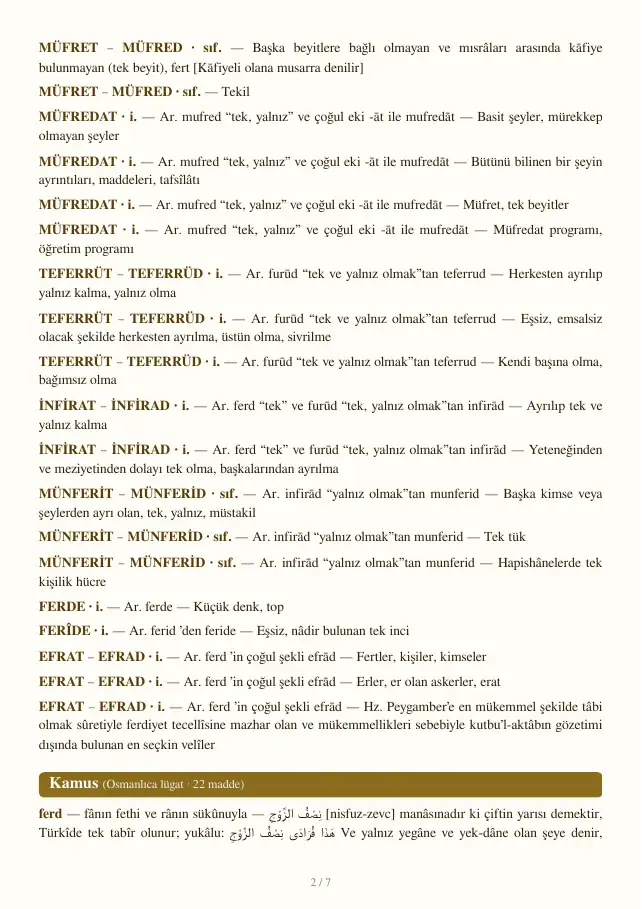 MÜFRET – MÜFRED · sıf. — Başka beyitlere bağlı olmayan ve mısrâları arasında kāfiye
bulunmayan (tek beyit), fert [Kāfiyeli olana musarra denilir]
MÜFRET – MÜFRED · sıf. — Tekil
MÜFREDAT · i. — Ar. mufred “tek, yalnız” ve çoğul eki -āt ile mufredāt — Basit şeyler, mürekkep
olmayan şeyler
MÜFREDAT · i. — Ar. mufred “tek, yalnız” ve çoğul eki -āt ile mufredāt — Bütünü bilinen bir şeyin
ayrıntıları, maddeleri, tafsîlâtı
MÜFREDAT · i. — Ar. mufred “tek, yalnız” ve çoğul eki -āt ile mufredāt — Müfret, tek beyitler
MÜFREDAT · i. — Ar. mufred “tek, yalnız” ve çoğul eki -āt ile mufredāt — Müfredat programı,
öğretim programı
TEFERRÜT – TEFERRÜD · i. — Ar. furūd “tek ve yalnız olmak”tan teferrud — Herkesten ayrılıp
yalnız kalma, yalnız olma
TEFERRÜT – TEFERRÜD · i. — Ar. furūd “tek ve yalnız olmak”tan teferrud — Eşsiz, emsalsiz
olacak şekilde herkesten ayrılma, üstün olma, sivrilme
TEFERRÜT – TEFERRÜD · i. — Ar. furūd “tek ve yalnız olmak”tan teferrud — Kendi başına olma,
bağımsız olma
İNFİRAT – İNFİRAD · i. — Ar. ferd “tek” ve furūd “tek, yalnız olmak”tan infirād — Ayrılıp tek ve
yalnız kalma
İNFİRAT – İNFİRAD · i. — Ar. ferd “tek” ve furūd “tek, yalnız olmak”tan infirād — Yeteneğinden
ve meziyetinden dolayı tek olma, başkalarından ayrılma
MÜNFERİT – MÜNFERİD · sıf. — Ar. infirād “yalnız olmak”tan munferid — Başka kimse veya
şeylerden ayrı olan, tek, yalnız, müstakil
MÜNFERİT – MÜNFERİD · sıf. — Ar. infirād “yalnız olmak”tan munferid — Tek tük
MÜNFERİT – MÜNFERİD · sıf. — Ar. infirād “yalnız olmak”tan munferid — Hapishânelerde tek
kişilik hücre
FERDE · i. — Ar. ferde — Küçük denk, top
FERÎDE · i. — Ar. ferid ’den feride — Eşsiz, nâdir bulunan tek inci
EFRAT – EFRAD · i. — Ar. ferd ’in çoğul şekli efrād — Fertler, kişiler, kimseler
EFRAT – EFRAD · i. — Ar. ferd ’in çoğul şekli efrād — Erler, er olan askerler, erat
EFRAT – EFRAD · i. — Ar. ferd ’in çoğul şekli efrād — Hz. Peygamber’e en mükemmel şekilde tâbi
olmak sûretiyle ferdiyet tecellîsine mazhar olan ve mükemmellikleri sebebiyle kutbu’l-aktâbın gözetimi
dışında bulunan en seçkin velîler
Kamus (Osmanlıca lügat · 22 madde)
ferd — fânın fethi ve rânın sükûnuyla — نِصْفُ الزَّوْجِ [nisfuz-zevc] manâsınadır ki çiftin yarısı demektir,
Türkîde tek tabîr olunur; yukâlu: هَذَا فُرَادَى نِصْفُ الزَّوْجِ Ve yalnız yegâne ve yek-dâne olan şeye denir,
2 / 7